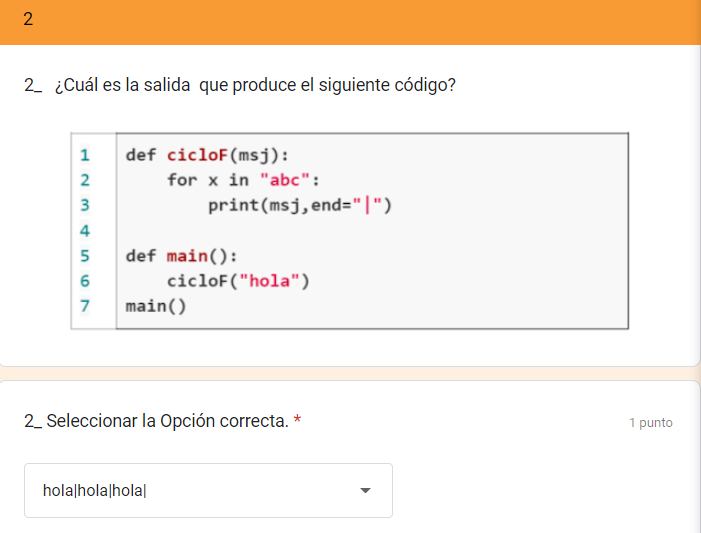 2
2_ ¿Cuál es la salida que produce el siguiente código?
1 def cicloF(msj):
2     for x in "abc":
3         print(msj,end="|")
4
5 def main():
6     cicloF("hola")
7 main()
2_ Seleccionar la Opción correcta. *
1 punto
hola|hola|hola|